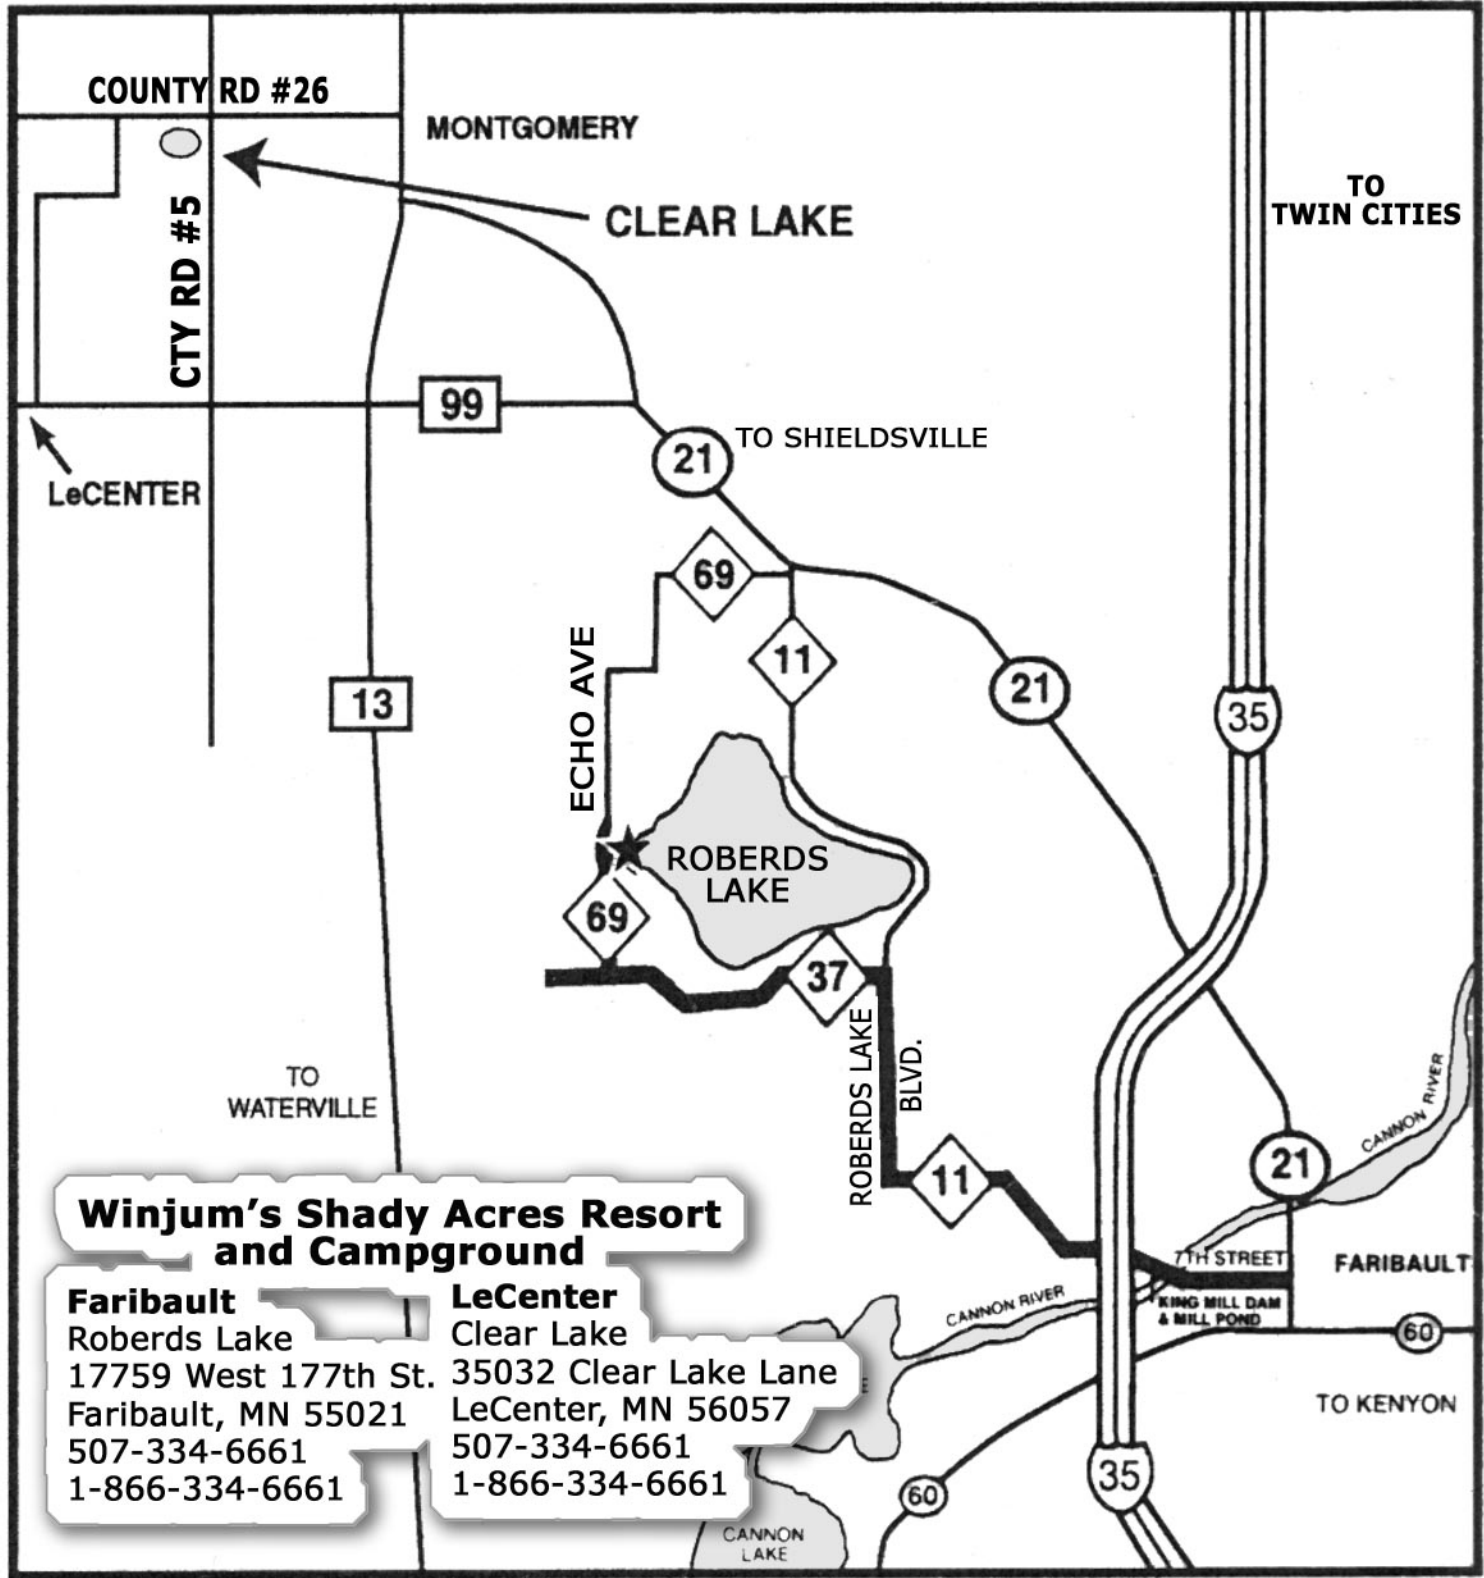 COUNTY RD #26
MONTGOMERY
CLEAR LAKE
TO
TWIN CITIES
CTY RD #5
99
TO SHIELDSVILLE
21
LeCENTER
69
11
ECHO AVE
13
21
35
ROBERDS
LAKE
69
37
ROBERDS LAKE
BLVD.
TO
WATERVILLE
CANNON RIVER
11
21
7TH STREET
FARIBAULT
KING MILL DAM
& MILL POND
CANNON RIVER
60
TO KENYON
35
60
CANNON
LAKE
Winjum's Shady Acres Resort
and Campground
Faribault
Roberds Lake
17759 West 177th St.
Faribault, MN 55021
507-334-6661
1-866-334-6661
LeCenter
Clear Lake
35032 Clear Lake Lane
LeCenter, MN 56057
507-334-6661
1-866-334-6661